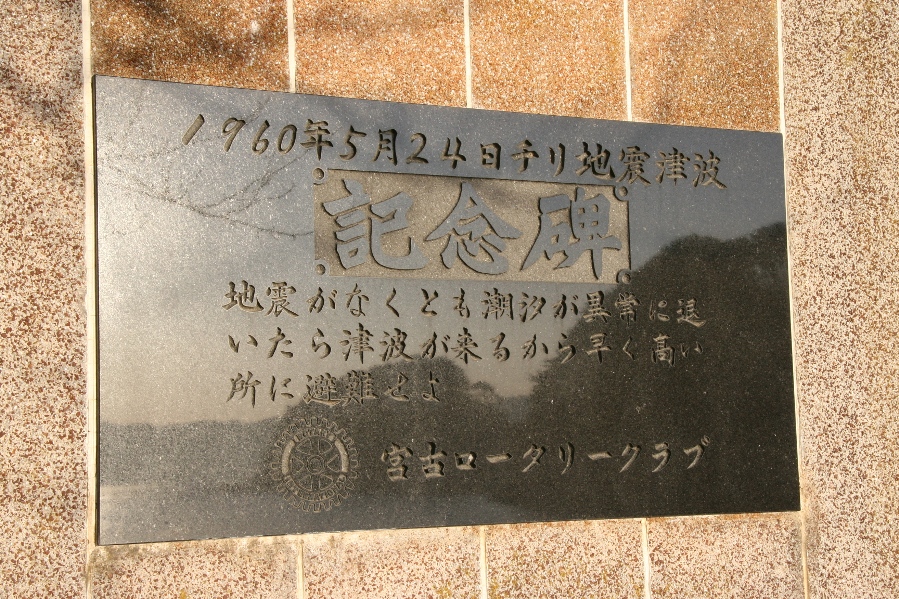 1960年5月24日チリ地震津波
記念碑
地震がなくとも潮汐が異常に退
いたら津波が来るから早く高い
所に避難せよ
宮古ロータリークラブ